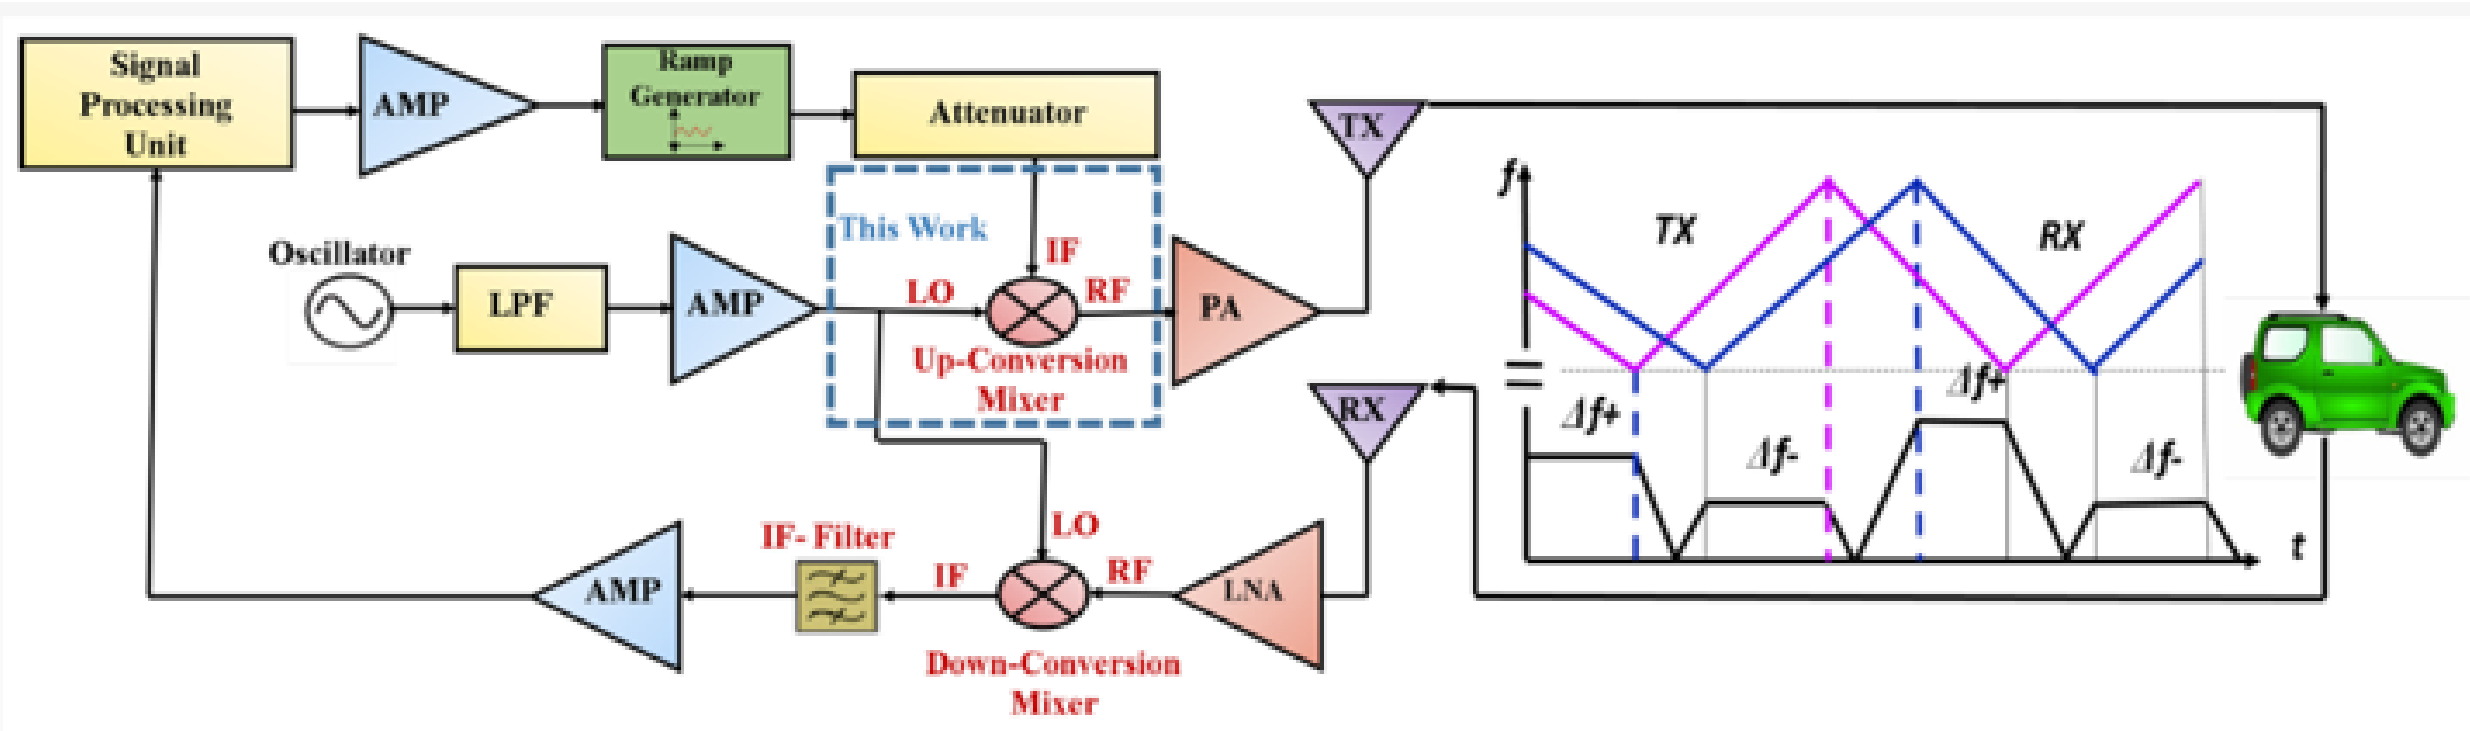 Signal
Processing
Unit
AMP
Ramp
Generator
Attenuator
TX
This Work
IF
Oscillator
LPF
AMP
LO
RF
PA
Up-Conversion
Mixer
RX
f
TX
RX
Δf+
Δf-
Δf+
Δf-
t
LO
IF- Filter
AMP
IF
RF
LNA
Down-Conversion
Mixer